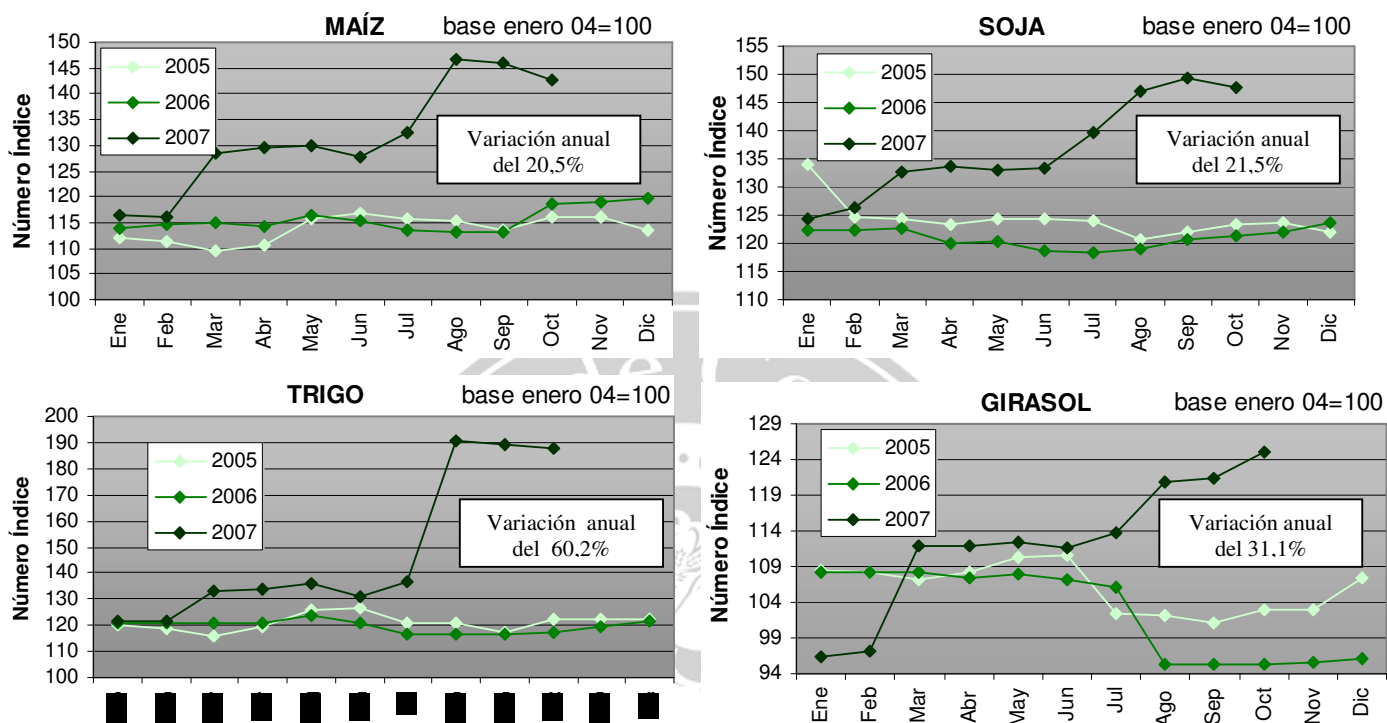 MAÍZ base enero 04=100
Número Índice
150
145
140
135
130
125
120
115
110
105
100
2005
2006
2007
Variación anual
del 20,5%
Ene Feb Mar Abr May Jun Jul Ago Sep Oct Nov Dic
SOJA base enero 04=100
Número Índice
155
150
145
140
135
130
125
120
115
110
2005
2006
2007
Variación anual
del 21,5%
Ene Feb Mar Abr May Jun Jul Ago Sep Oct Nov Dic
TRIGO base enero 04=100
Número Índice
200
190
180
170
160
150
140
130
120
110
100
2005
2006
2007
Variación anual
del 60,2%
GIRASOL base enero 04=100
Número Índice
129
124
119
114
109
104
99
94
2005
2006
2007
Variación anual
del 31,1%
Ene Feb Mar Abr May Jun Jul Ago Sep Oct Nov Dic